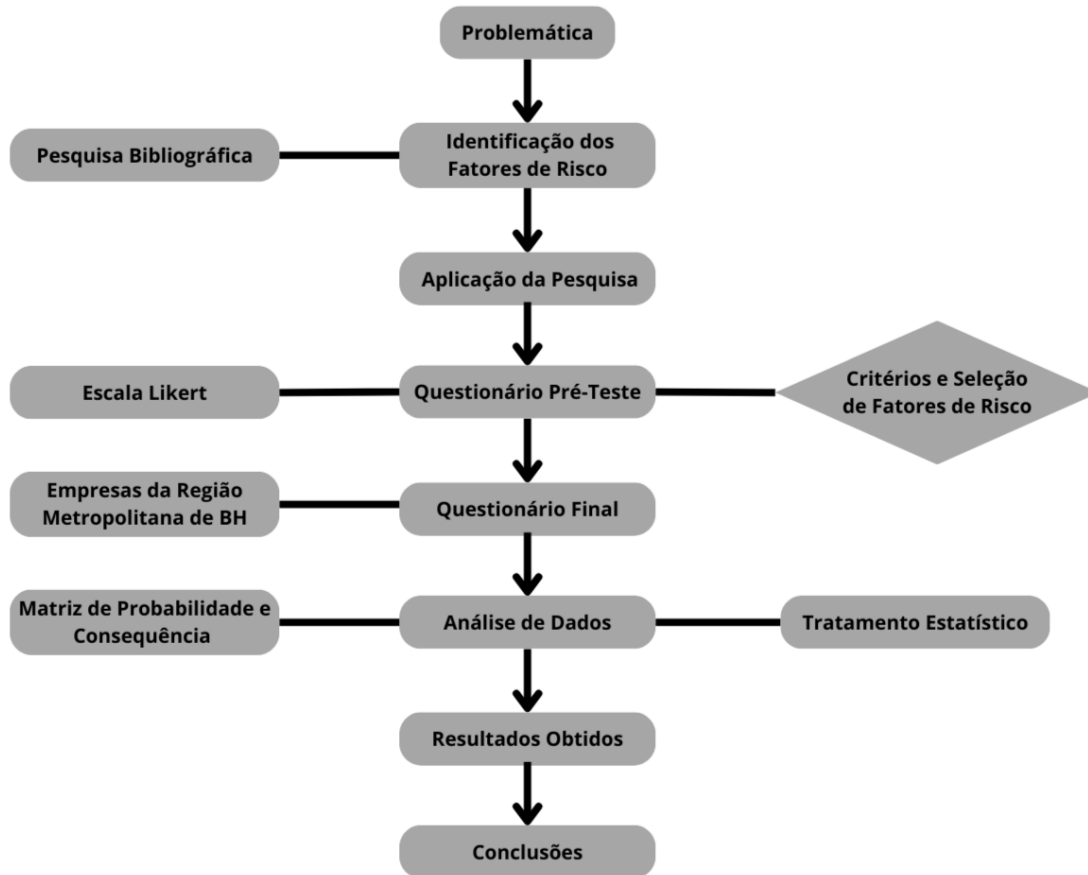 Problemática
Pesquisa Bibliográfica
Identificação dos
Fatores de Risco
Aplicação da Pesquisa
Escala Likert
Questionário Pré-Teste
Critérios e Seleção
de Fatores de Risco
Empresas da Região
Metropolitana de BH
Questionário Final
Matriz de Probabilidade e
Consequência
Análise de Dados
Tratamento Estatístico
Resultados Obtidos
Conclusões